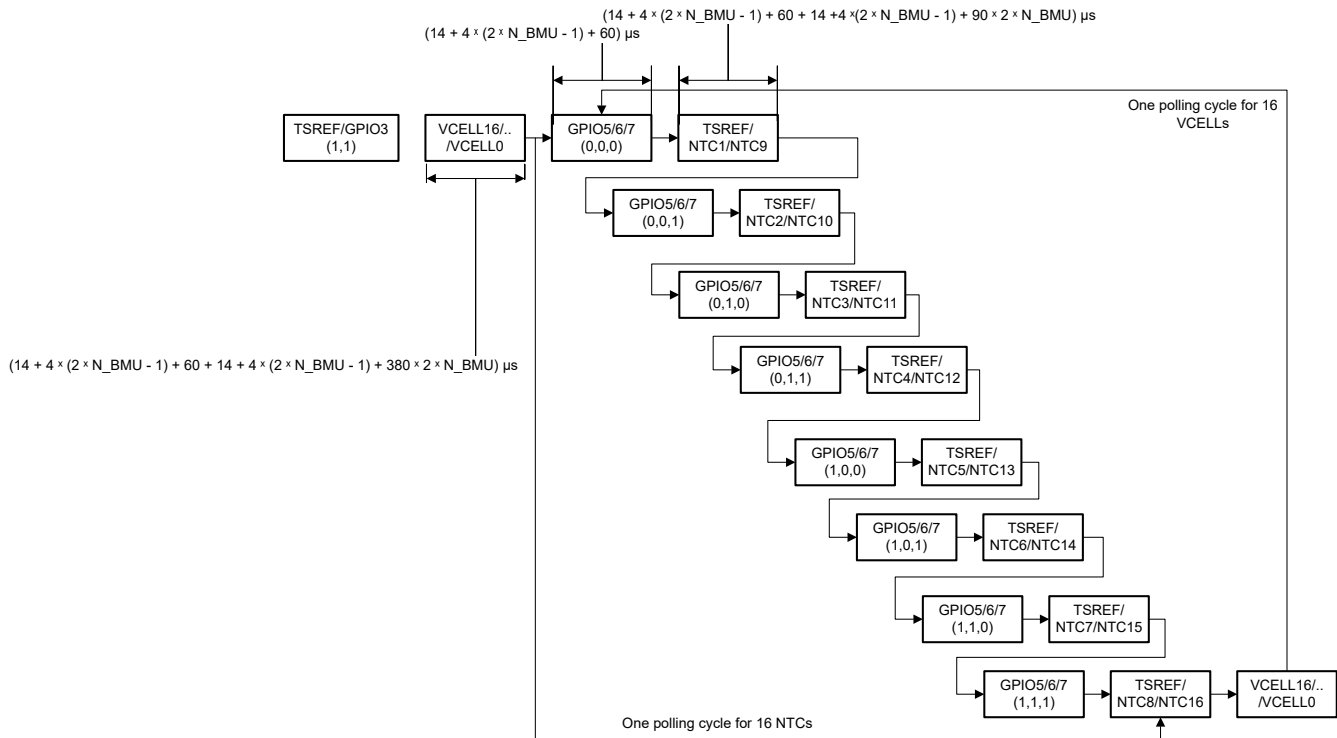 (14 + 4 x (2 x N_BMU - 1) + 60 + 14 +4 x (2 x N_BMU - 1) + 90 x 2 x N_BMU) µs
(14 + 4 x (2 x N_BMU - 1) + 60) µs
One polling cycle for 16
VCELLs
TSREF/GPIO3
(1,1)
VCELL16/..
/VCELL0
GPIO5/6/7
(0,0,0)
TSREF/
NTC1/NTC9
GPIO5/6/7
(0,0,1)
TSREF/
NTC2/NTC10
GPIO5/6/7
(0,1,0)
TSREF/
NTC3/NTC11
GPIO5/6/7
(0,1,1)
TSREF/
NTC4/NTC12
(14 + 4 x (2 x N_BMU - 1) + 60 + 14 + 4 x (2 x N_BMU - 1) + 380 x 2 x N_BMU) µs
GPIO5/6/7
(1,0,0)
TSREF/
NTC5/NTC13
GPIO5/6/7
(1,0,1)
TSREF/
NTC6/NTC14
GPIO5/6/7
(1,1,0)
TSREF/
NTC7/NTC15
GPIO5/6/7
(1,1,1)
TSREF/
NTC8/NTC16
VCELL16/..
/VCELL0
One polling cycle for 16 NTCs